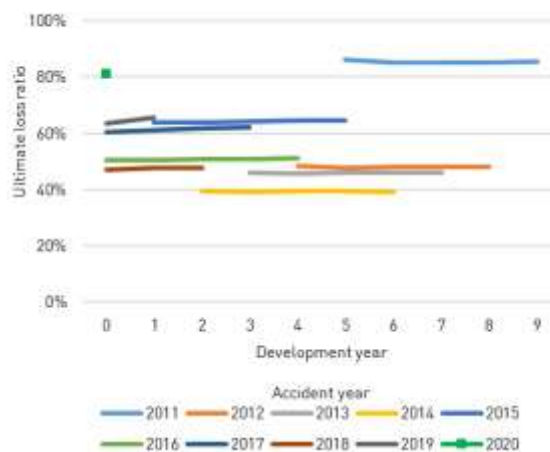 100%
80%
60%
40%
20%
0%
Ultimate loss ratio
0 1 2 3 4 5 6 7 8 9
Development year
Accident year
2011 2012 2013 2014 2015
2016 2017 2018 2019 2020